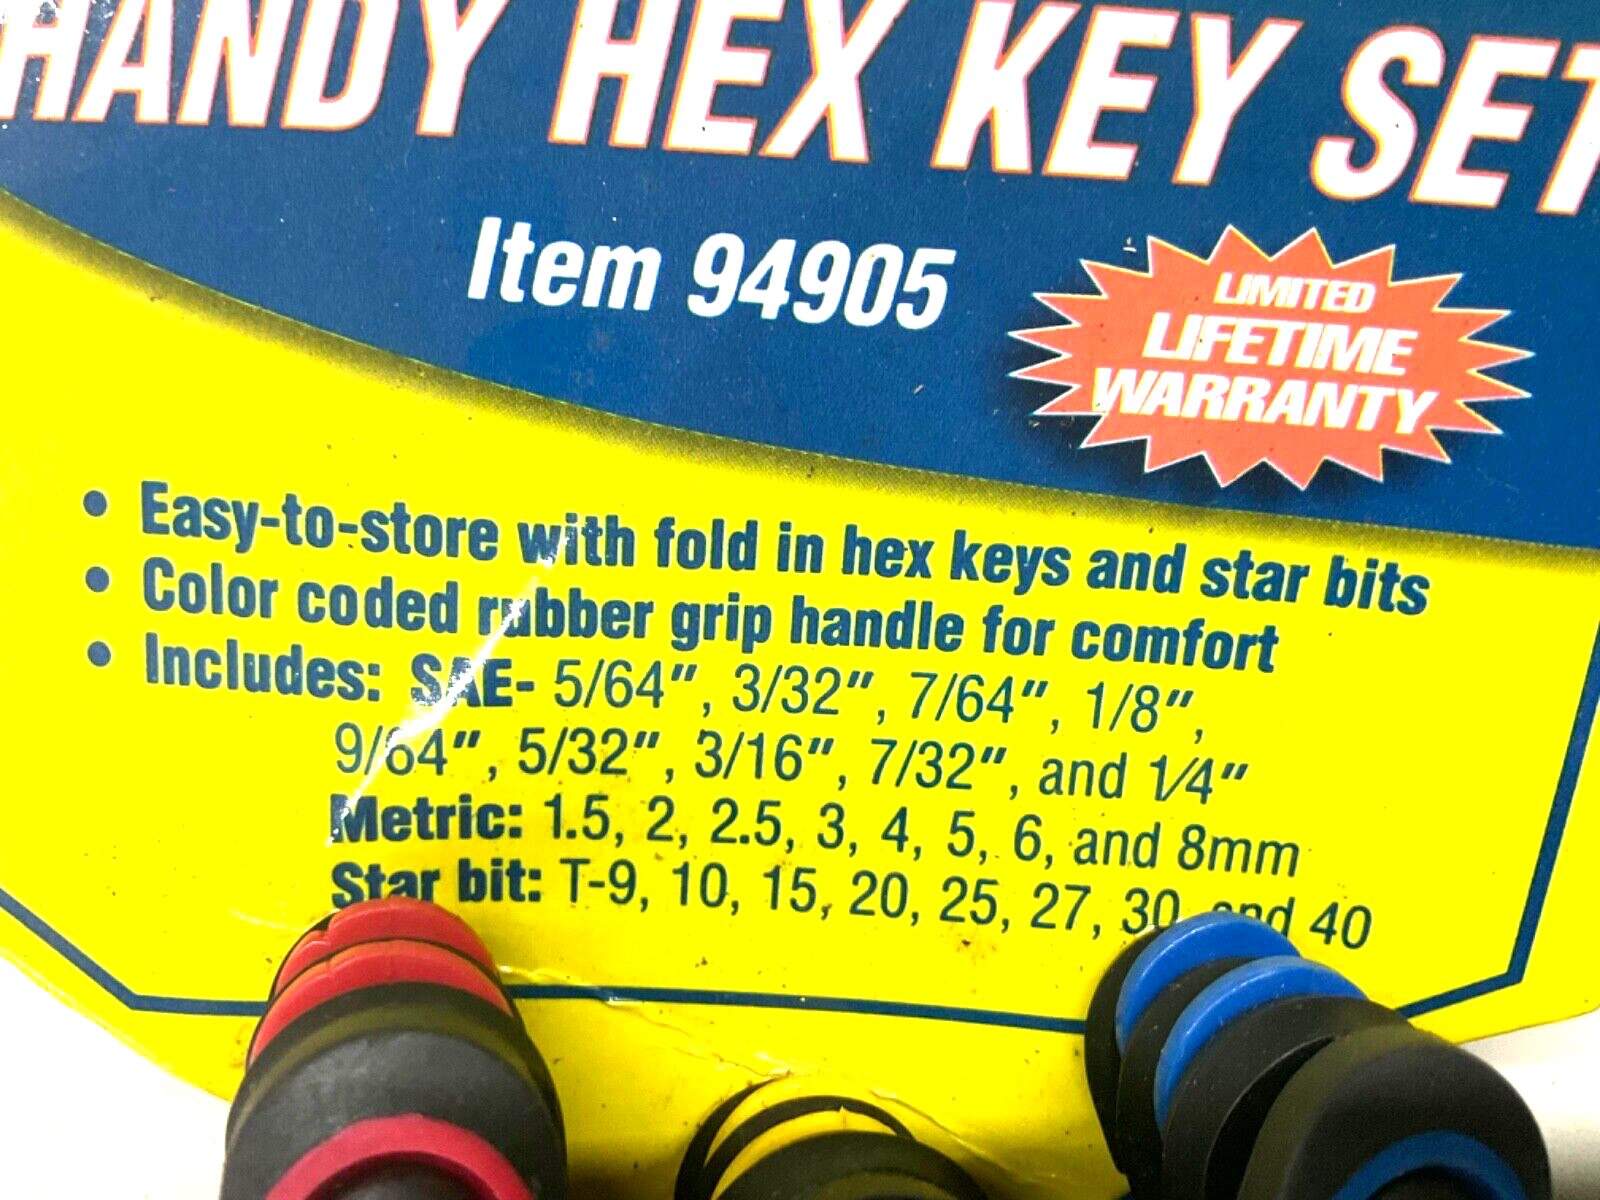 HANDY HEX KEY SET
Item 94905
LIMITED
LIFETIME
WARRANTY
• Easy-to-store with fold in hex keys and star bits
• Color coded rubber grip handle for comfort
• Includes: SAE- 5/64", 3/32", 7/64", 1/8",
9/64", 5/32", 3/16", 7/32", and 1/4"
Metric: 1.5, 2, 2.5, 3, 4, 5, 6, and 8mm
Star bit: T-9, 10, 15, 20, 25, 27, 30, and 40